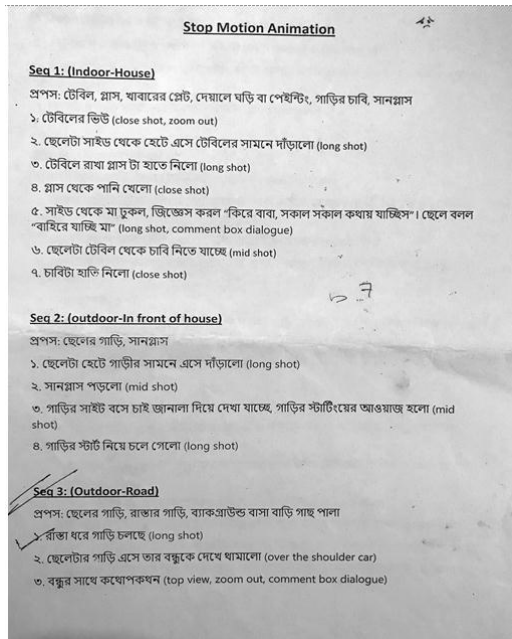 Stop Motion Animation
Seq 1: (Indoor-House)
প্রপস: টেবিল, গ্লাস, খাবারের প্লেট, দেয়ালে ঘড়ি বা পেইন্টিং, গাড়ির চাবি, সানগ্লাস
১. টেবিলের ভিউ (close shot, zoom out)
২. ছেলেটা সাইড থেকে হেটে এসে টেবিলের সামনে দাঁড়ালো (long shot)
৩. টেবিলে রাখা গ্লাস টা হাতে নিলো (long shot)
৪. গ্লাস থেকে পানি খেলো (close shot)
৫. সাইড থেকে মা ঢুকল, জিজ্ঞেস করল “কিরে বাবা, সকাল সকাল কথায় যাচ্ছিস”। ছেলে বলল
“বাহিরে যাচ্ছি মা” (long shot, comment box dialogue)
৬. ছেলেটা টেবিল থেকে চাবি নিতে যাচ্ছে (mid shot)
৭. চাবিটা হাতি নিলো (close shot)
Seq 2: (outdoor-In front of house)
প্রপস: ছেলের গাড়ি, সানগ্লাস
১. ছেলেটা হেটে গাড়ীর সামনে এসে দাঁড়ালো (long shot)
২. সানগ্লাস পড়লো (mid shot)
৩. গাড়ির সাইট বসে চাই জানালা দিয়ে দেখা যাচ্ছে, গাড়ির স্টার্টিংয়ের আওয়াজ হলো (mid
shot)
৪. গাড়ির স্টার্ট নিয়ে চলে গেলো (long shot)
Seq 3: (Outdoor-Road)
প্রপস: ছেলের গাড়ি, রাস্তার গাড়ি, ব্যাকগ্রাউন্ড বাসা বাড়ি গাছ পালা
১. রাস্তা ধরে গাড়ি চলছে (long shot)
২. ছেলেটার গাড়ি এসে তার বন্ধুকে দেখে থামালো (over the shoulder car)
৩. বন্ধুর সাথে কথোপকথন (top view, zoom out, comment box dialogue)